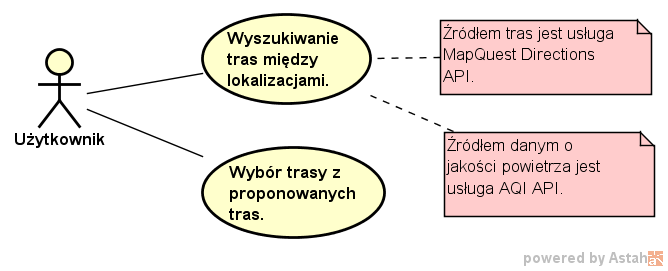 Wyszukiwanie
tras między
lokalizacjami.
Źródłem tras jest usługa
MapQuest Directions
API.
Użytkownik
Źródłem danym o
jakości powietrza jest
usługa AQI API.
Wybór trasy z
proponowanych
tras.
powered by Astah